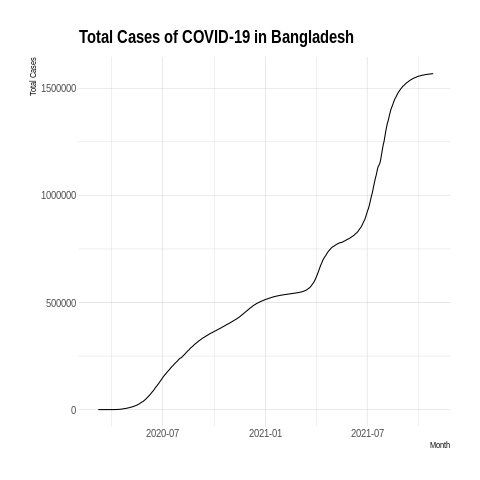 Total Cases of COVID-19 in Bangladesh
Total Cases
1500000
1000000
500000
0
2020-07 2021-01 2021-07
Month